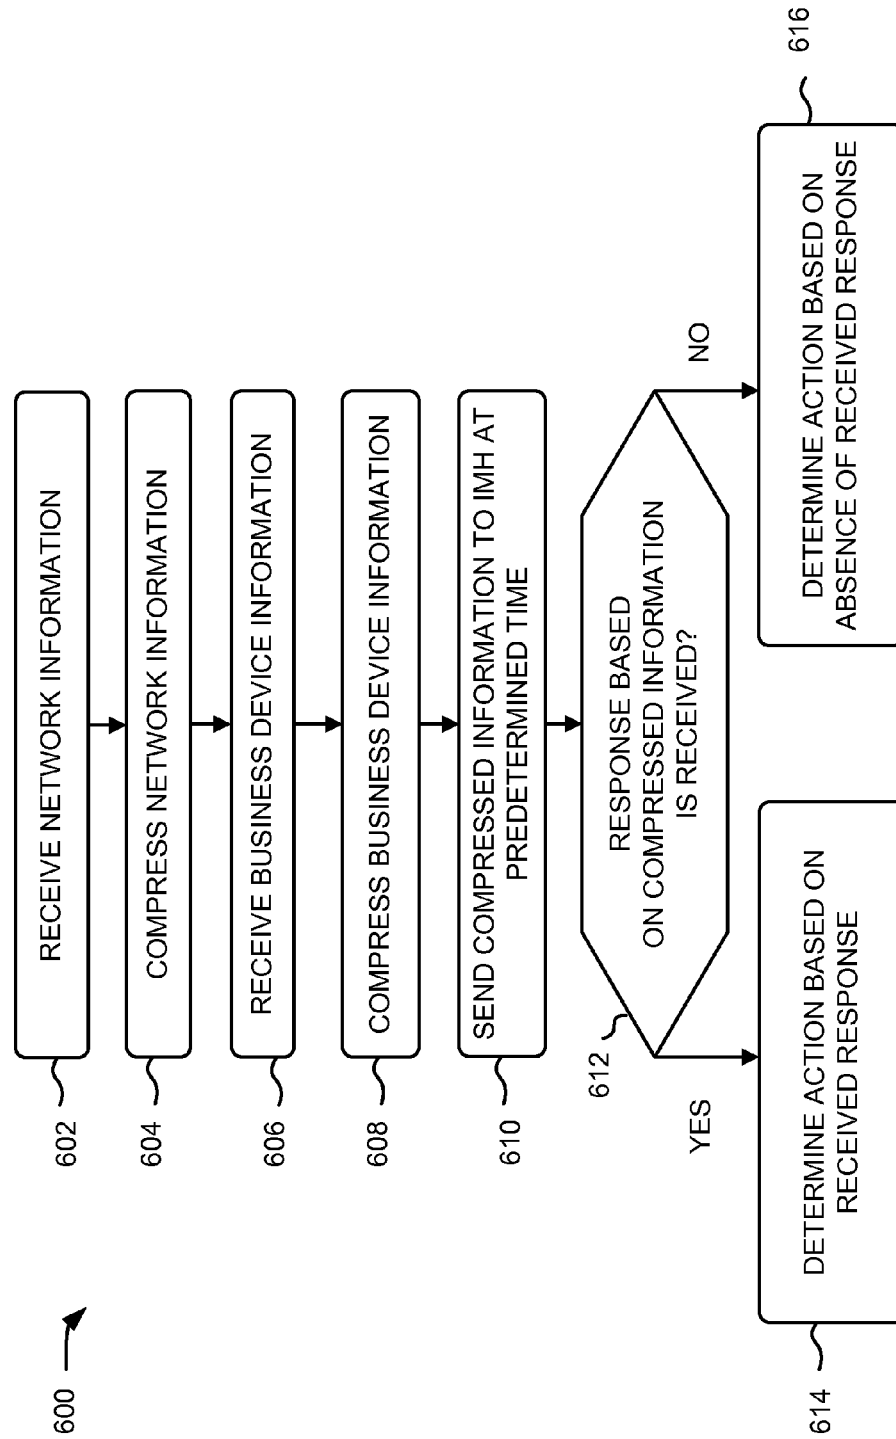 600
602
RECEIVE NETWORK INFORMATION
604
COMPRESS NETWORK INFORMATION
606
RECEIVE BUSINESS DEVICE INFORMATION
608
COMPRESS BUSINESS DEVICE INFORMATION
610
SEND COMPRESSED INFORMATION TO IMH AT
PREDETERMINED TIME
612
RESPONSE BASED
ON COMPRESSED INFORMATION
IS RECEIVED?
YES
NO
614
DETERMINE ACTION BASED ON
RECEIVED RESPONSE
616
DETERMINE ACTION BASED ON
ABSENCE OF RECEIVED RESPONSE